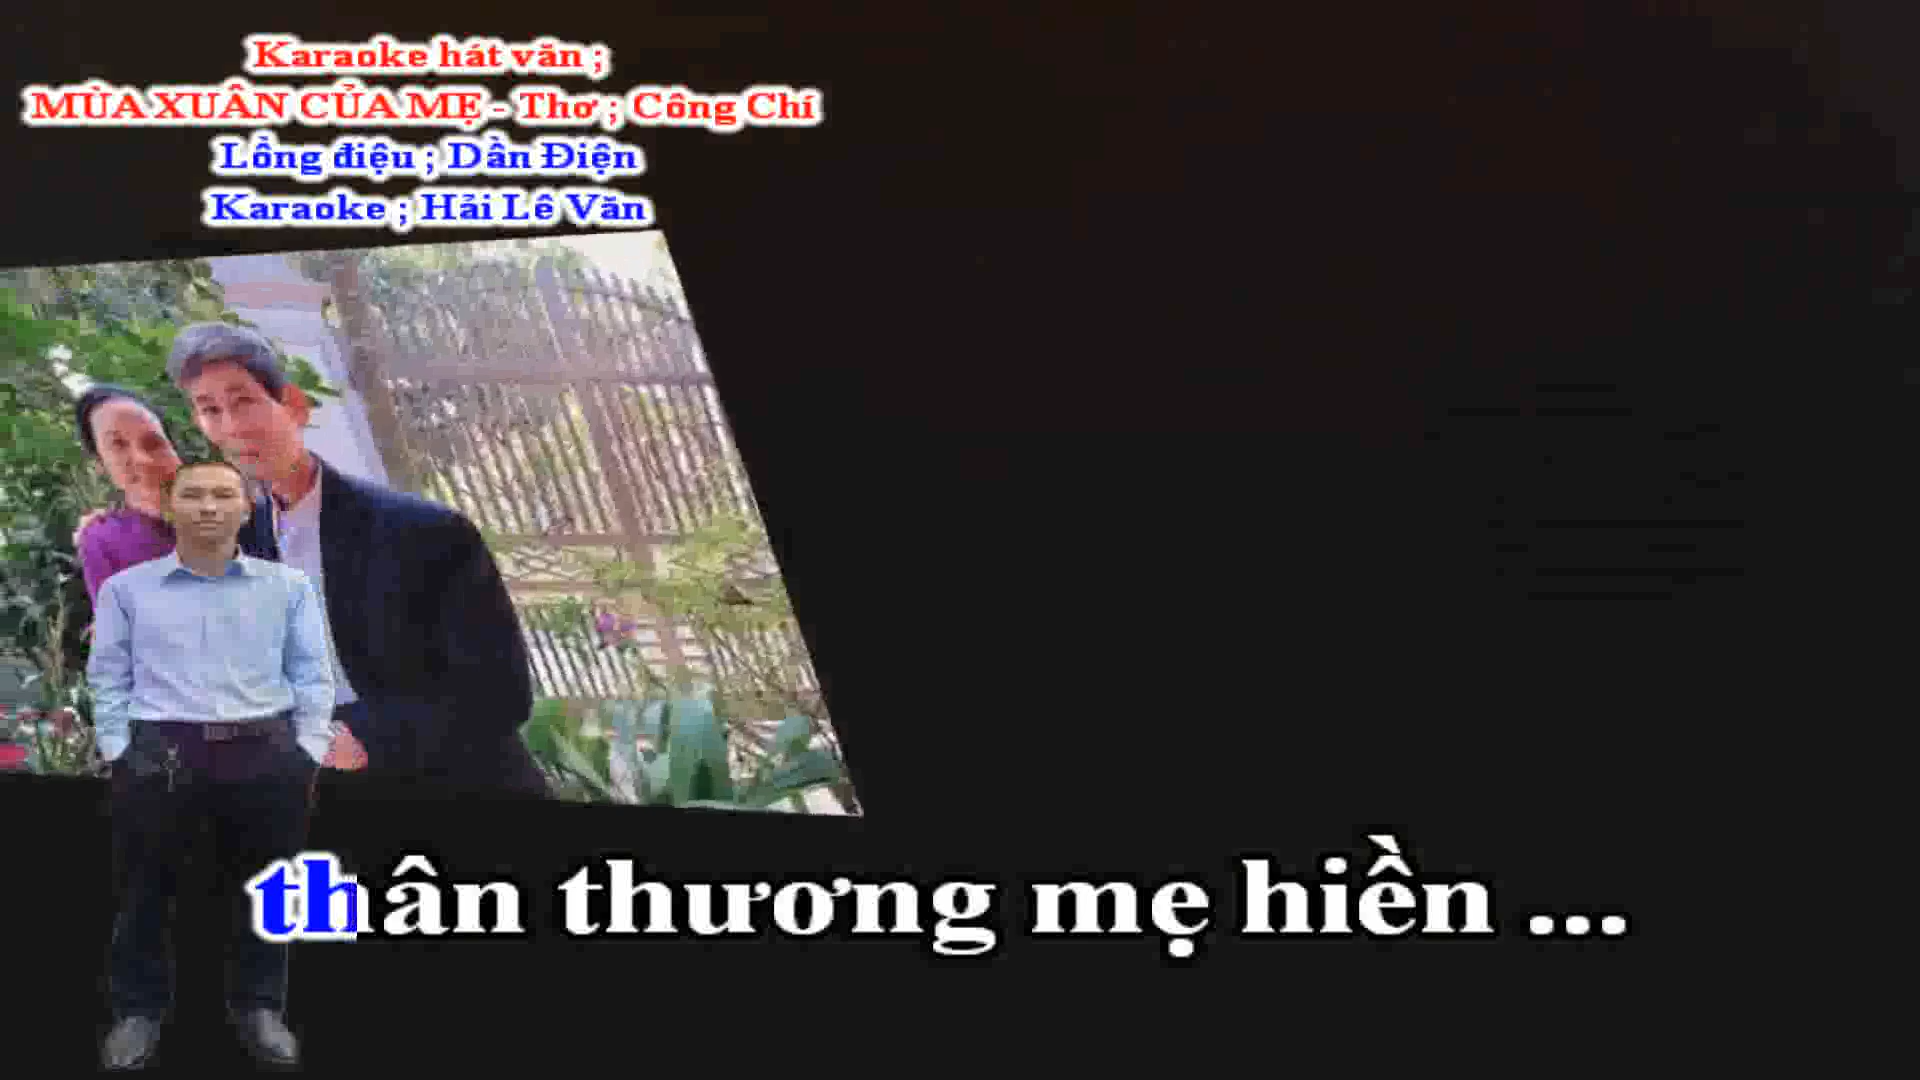 Karaoke hát văn ;
MÙA XUÂN CỦA MẸ - Thơ ; Công Chí
Lồng điệu ; Dần Điện
Karaoke ; Hải Lê Văn
thân thương mẹ hiền ...